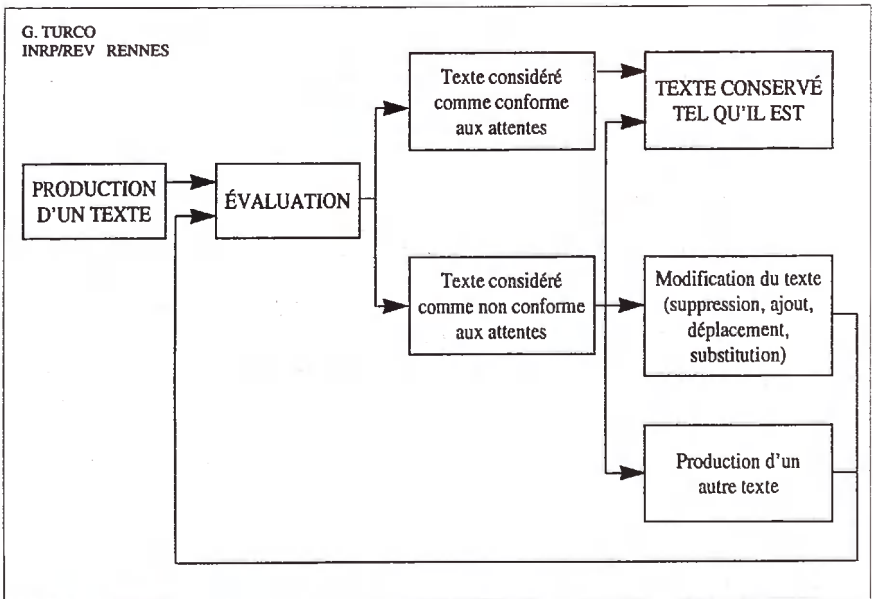 G. TURCO
INRP/REV RENNES
PRODUCTION
D'UN TEXTE
ÉVALUATION
Texte considéré
comme conforme
aux attentes
TEXTE CONSERVÉ
TEL QU'IL EST
Texte considéré
comme non conforme
aux attentes
Modification du texte
(suppression, ajout,
déplacement,
substitution)
Production d'un
autre texte